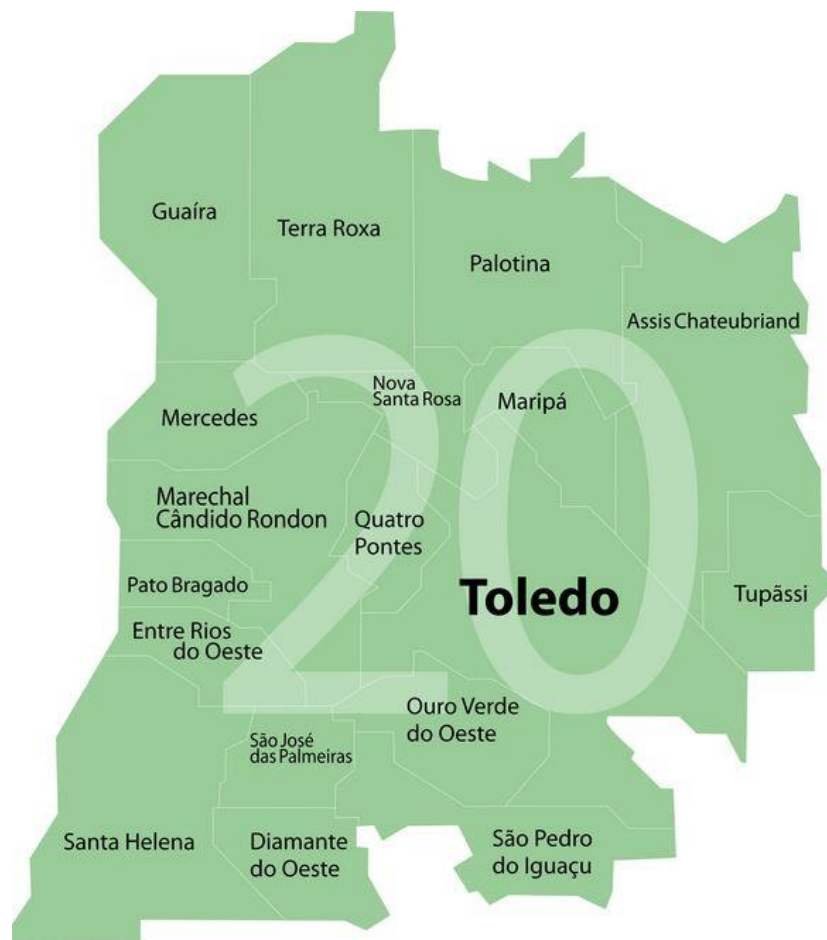 Guaíra
Terra Roxa
Palotina
Assis Chateubriand
Nova
Santa Rosa
Maripá
Mercedes
Marechal
Cândido Rondon
Quatro
Pontes
20
Pato Bragado
Toledo
Tupãssi
Entre Rios
do Oeste
Ouro Verde
do Oeste
São José
das Palmeiras
Santa Helena
Diamante
do Oeste
São Pedro
do Iguaçu